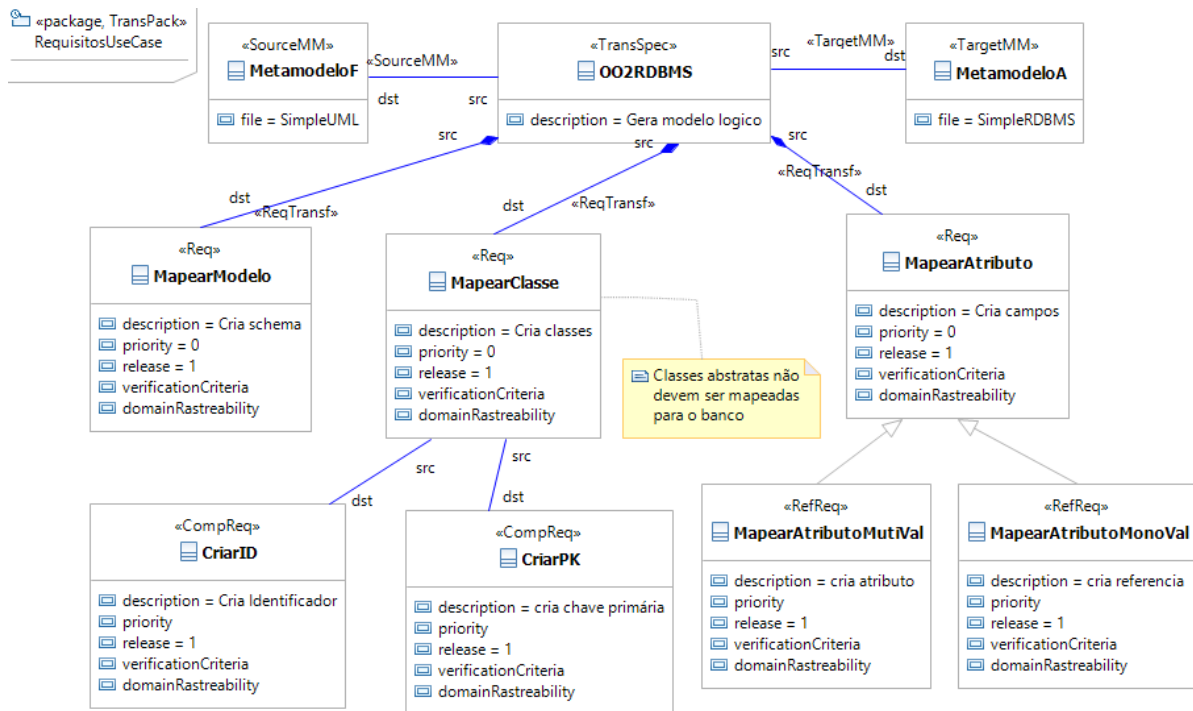 «package, TransPack»
RequisitosUseCase
«SourceMM»
MetamodeloF
file = SimpleUML
«SourceMM»
dst
src
«TransSpec»
OO2RDBMS
description = Gera modelo logico
src
«TargetMM»
dst
«TargetMM»
MetamodeloA
file = SimpleRDBMS
src
dst
«ReqTransf»
src
dst
«ReqTransf»
src
«ReqTransf»
dst
«Req»
MapearModelo
description = Cria schema
priority = 0
release = 1
verificationCriteria
domainRastreability
«Req»
MapearClasse
description = Cria classes
priority = 0
release = 1
verificationCriteria
domainRastreability
Classes abstratas não
devem ser mapeadas
para o banco
«Req»
MapearAtributo
description = Cria campos
priority = 0
release = 1
verificationCriteria
domainRastreability
src
dst
src
dst
«CompReq»
CriarID
description = Cria Identificador
priority
release = 1
verificationCriteria
domainRastreability
«CompReq»
CriarPK
description = cria chave primária
priority
release = 1
verificationCriteria
domainRastreability
«RefReq»
MapearAtributoMutiVal
description = cria atributo
priority
release = 1
verificationCriteria
domainRastreability
«RefReq»
MapearAtributoMonoVal
description = cria referencia
priority
release = 1
verificationCriteria
domainRastreability